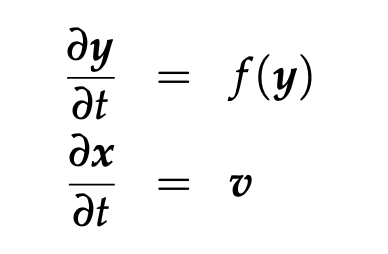 ∂y/∂t = f(y)
∂x/∂t = v